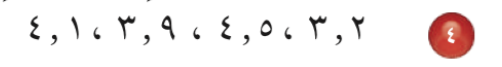 ٤ ٣,٢ ، ٤,٥ ، ٣,٩ ، ٤,١